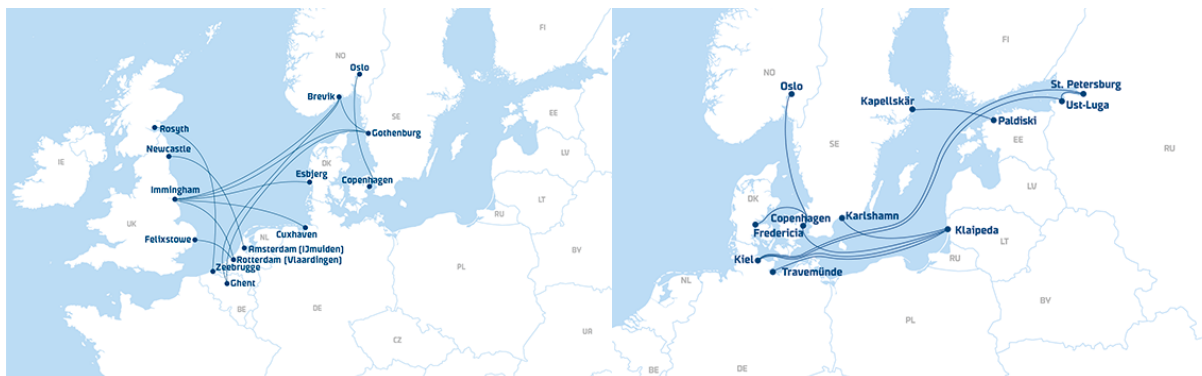 FI
NO
Oslo
Brevik
SE
Gothenburg
EE
Rosyth
LV
Newcastle
DK
IE
Esbjerg
Copenhagen
LT
Immingham
RU
UK
Cuxhaven
BY
Felixstowe
NL
Amsterdam (IJmuiden)
Rotterdam (Vlaardingen)
Zeebrugge
PL
Ghent
BE
DE
UA
CZ
FI
NO
St. Petersburg
Oslo
Kapellskär
Ust-Luga
Paldiski
SE
EE
RU
LV
DK
Copenhagen
Karlshamn
Fredericia
Klaipeda
LT
Kiel
RU
Travemünde
NL
BY
PL
BE
DE